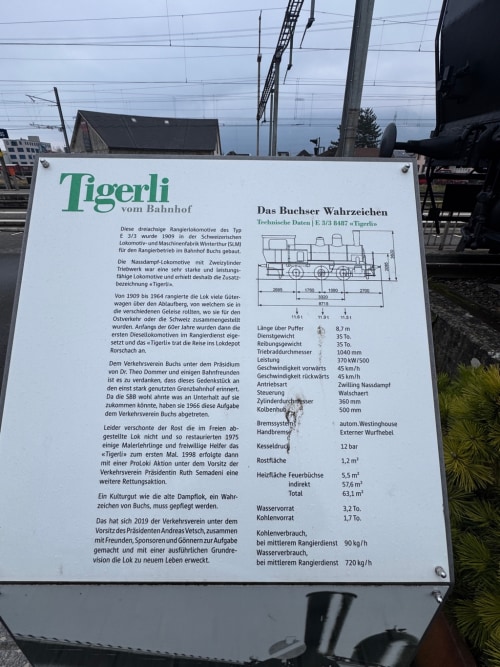 Tigerli
vom Bahnhof
Diese dreiachsige Rangierlokomotive des Typ
E 3/3 wurde 1909 in der Schweizerischen
Lokomotiv- und Maschinenfabrik Winterthur (SLM)
für den Rangierbetrieb im Bahnhof Buchs gebaut.
Die Nassdampf-Lokomotive mit Zweizylinder
Triebwerk war eine sehr starke und leistungs-
fähige Lokomotive und erhielt deshalb die Zusatz-
bezeichnung «Tigerli».
Von 1909 bis 1964 rangierte die Lok viele Güter-
wagen über den Ablaufberg, von welchem sie in
die verschiedenen Geleise rollten, wo sie für den
Ostverkehr oder die Schweiz zusammengestellt
wurden. Anfangs der 60er Jahre wurden dann die
ersten Diesellokomotiven im Rangierdienst einge-
setzt und das «Tigerli» trat die Reise ins Lokdepot
Rorschach an.
Dem Verkehrsverein Buchs unter dem Präsidium
von Dr. Theo Dommer und einigen Bahnfreunden
ist es zu verdanken, dass dieses Gedenkstück an
den einst stark genutzten Grenzbahnhof erinnert.
Da die SBB wohl ahnte was an Unterhalt auf sie
zukommen könnte, haben sie 1966 diese Aufgabe
dem Verkehrsverein Buchs abgetreten.
Leider verschonte der Rost die im Freien ab-
gestellte Lok nicht und so restaurierten 1975
einige Malerlehrlinge und freiwillige Helfer das
«Tigerli» zum ersten Mal. 1998 erfolgte dann
mit einer ProLoki Aktion unter dem Vorsitz der
Verkehrsverein Präsidentin Ruth Semadeni eine
weitere Rettungsaktion.
Ein Kulturgut wie die alte Dampflok, ein Wahr-
zeichen von Buchs, muss gepflegt werden.
Das hat sich 2019 der Verkehrsverein unter dem
Vorsitz des Präsidenten Andreas Vetsch, zusammen
mit Freunden, Sponsoren und Gönnern zur Aufgabe
gemacht und mit einer ausführlichen Grundre-
vision die Lok zu neuem Leben erweckt.
Das Buchser Wahrzeichen
Technische Daten | E 3/3 8487 «Tigerli»
Länge über Puffer 8,7 m
Dienstgewicht 35 To.
Reibungsgewicht 35 To.
Triebraddurchmesser 1040 mm
Leistung 370 kW/500
Geschwindigkeit vorwärts 45 km/h
Geschwindigkeit rückwärts 45 km/h
Antriebsart Zwilling Nassdampf
Steuerung Walschaert
Zylinderdurchmesser 360 mm
Kolbenhub 500 mm
Bremssystem autom.Westinghouse
Handbremse Externer Wurfhebel
Kesseldruck 12 bar
Rostfläche 1,2 m²
Heizfläche Feuerbüchse 5,5 m²
indirekt 57,6 m²
Total 63,1 m²
Wasservorrat 3,2 To.
Kohlenvorrat 1,7 To.
Kohlenverbrauch,
bei mittlerem Rangierdienst 90 kg/h
Wasserverbrauch,
bei mittlerem Rangierdienst 720 kg/h